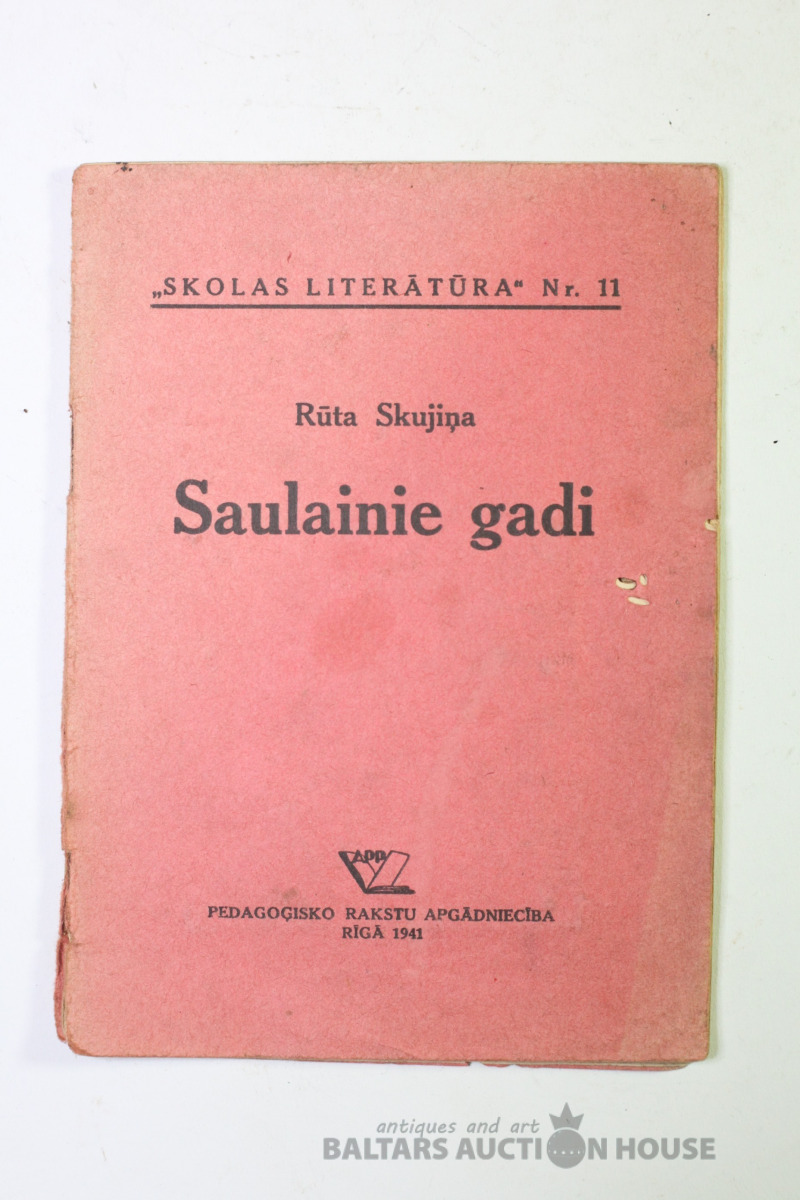 „SKOLAS LITERĀTŪRA“ Nr. 11
Rūta Skujiņa
Saulainie gadi
APP
PEDAGOĢISKO RAKSTU APGĀDNIECĪBA
RĪGĀ 1941
antiques and art
BALTARS AUCTION HOUSE